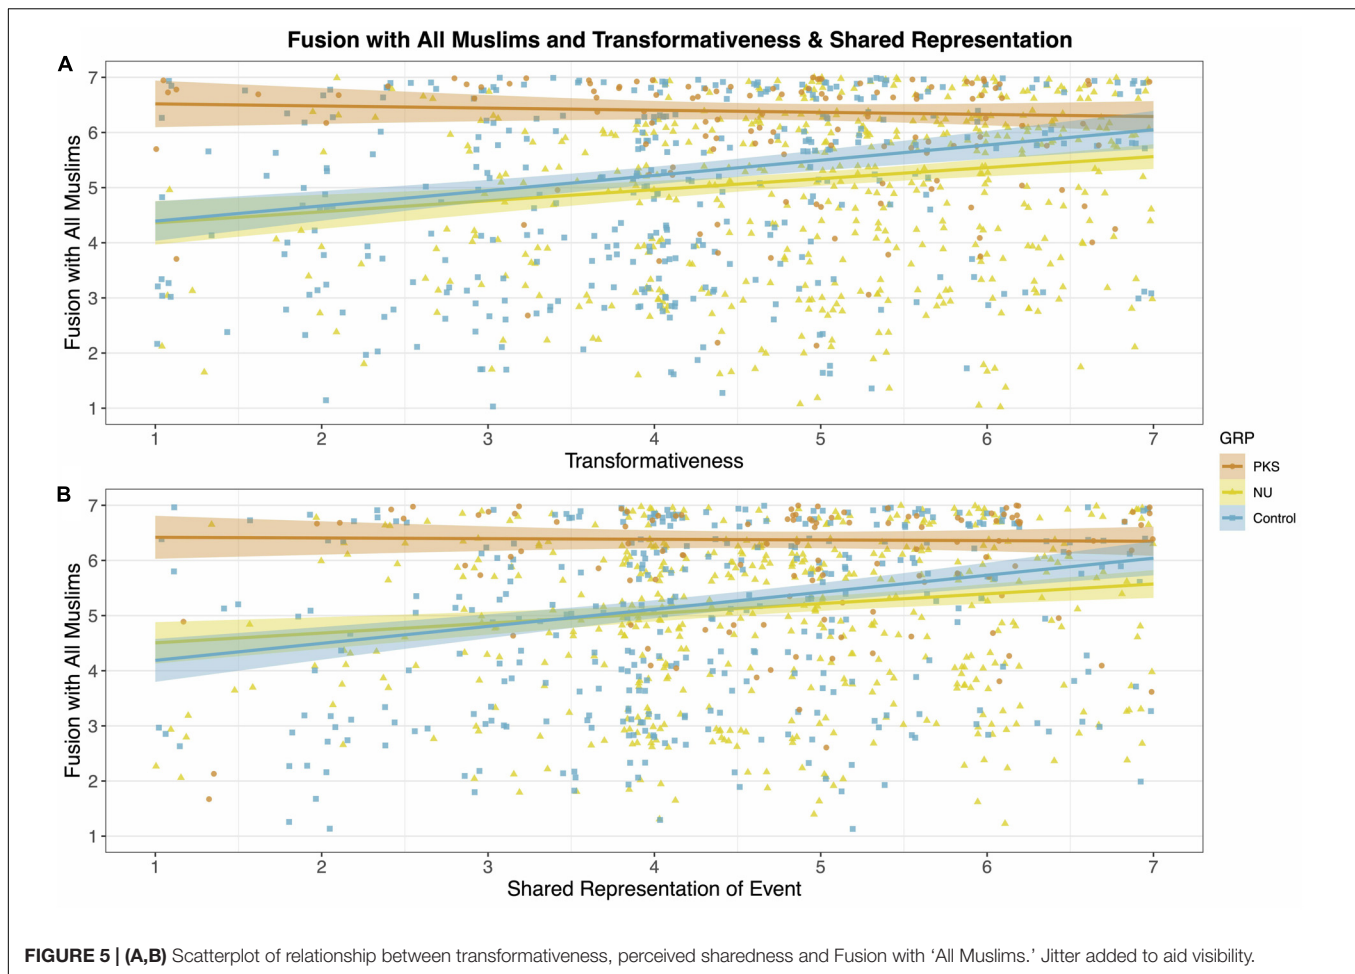 Fusion with All Muslims and Transformativeness & Shared Representation
A
Fusion with All Muslims
7
6
5
4
3
2
1
1 2 3 4 5 6 7
Transformativeness
GRP
PKS
NU
Control
B
Fusion with All Muslims
7
6
5
4
3
2
1
1 2 3 4 5 6 7
Shared Representation of Event
FIGURE 5 | (A,B) Scatterplot of relationship between transformativeness, perceived sharedness and Fusion with ‘All Muslims.’ Jitter added to aid visibility.